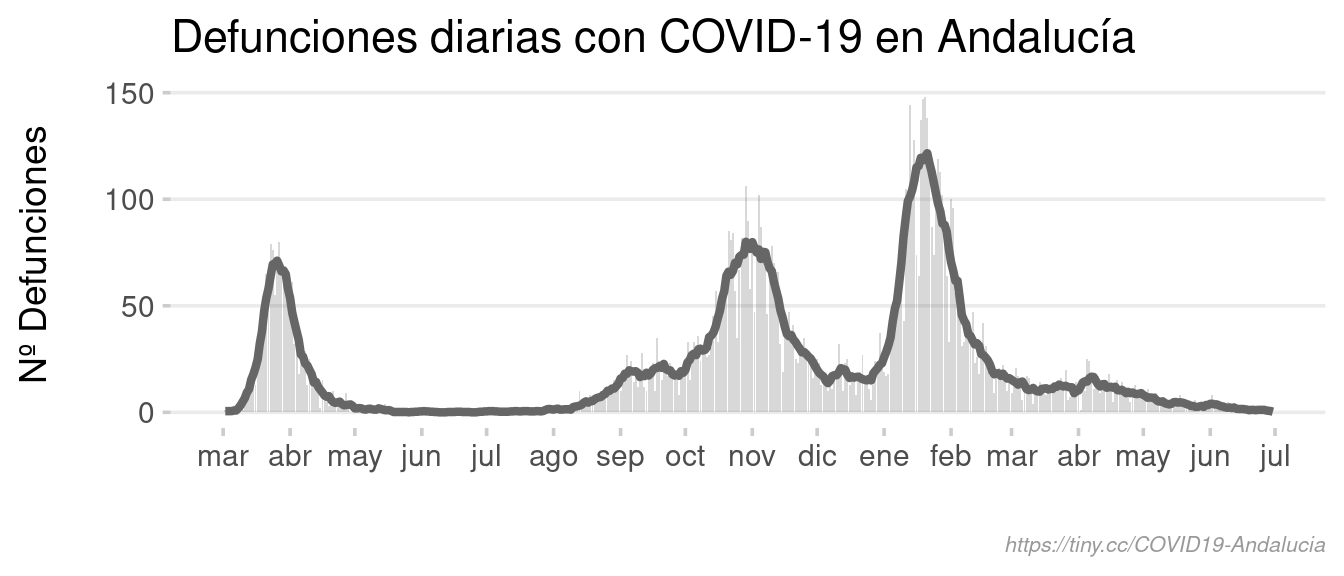 Defunciones diarias con COVID-19 en Andalucía
Nº Defunciones
150
100
50
0
mar abr may jun jul ago sep oct nov dic ene feb mar abr may jun jul
https://tiny.cc/COVID19-Andalucia